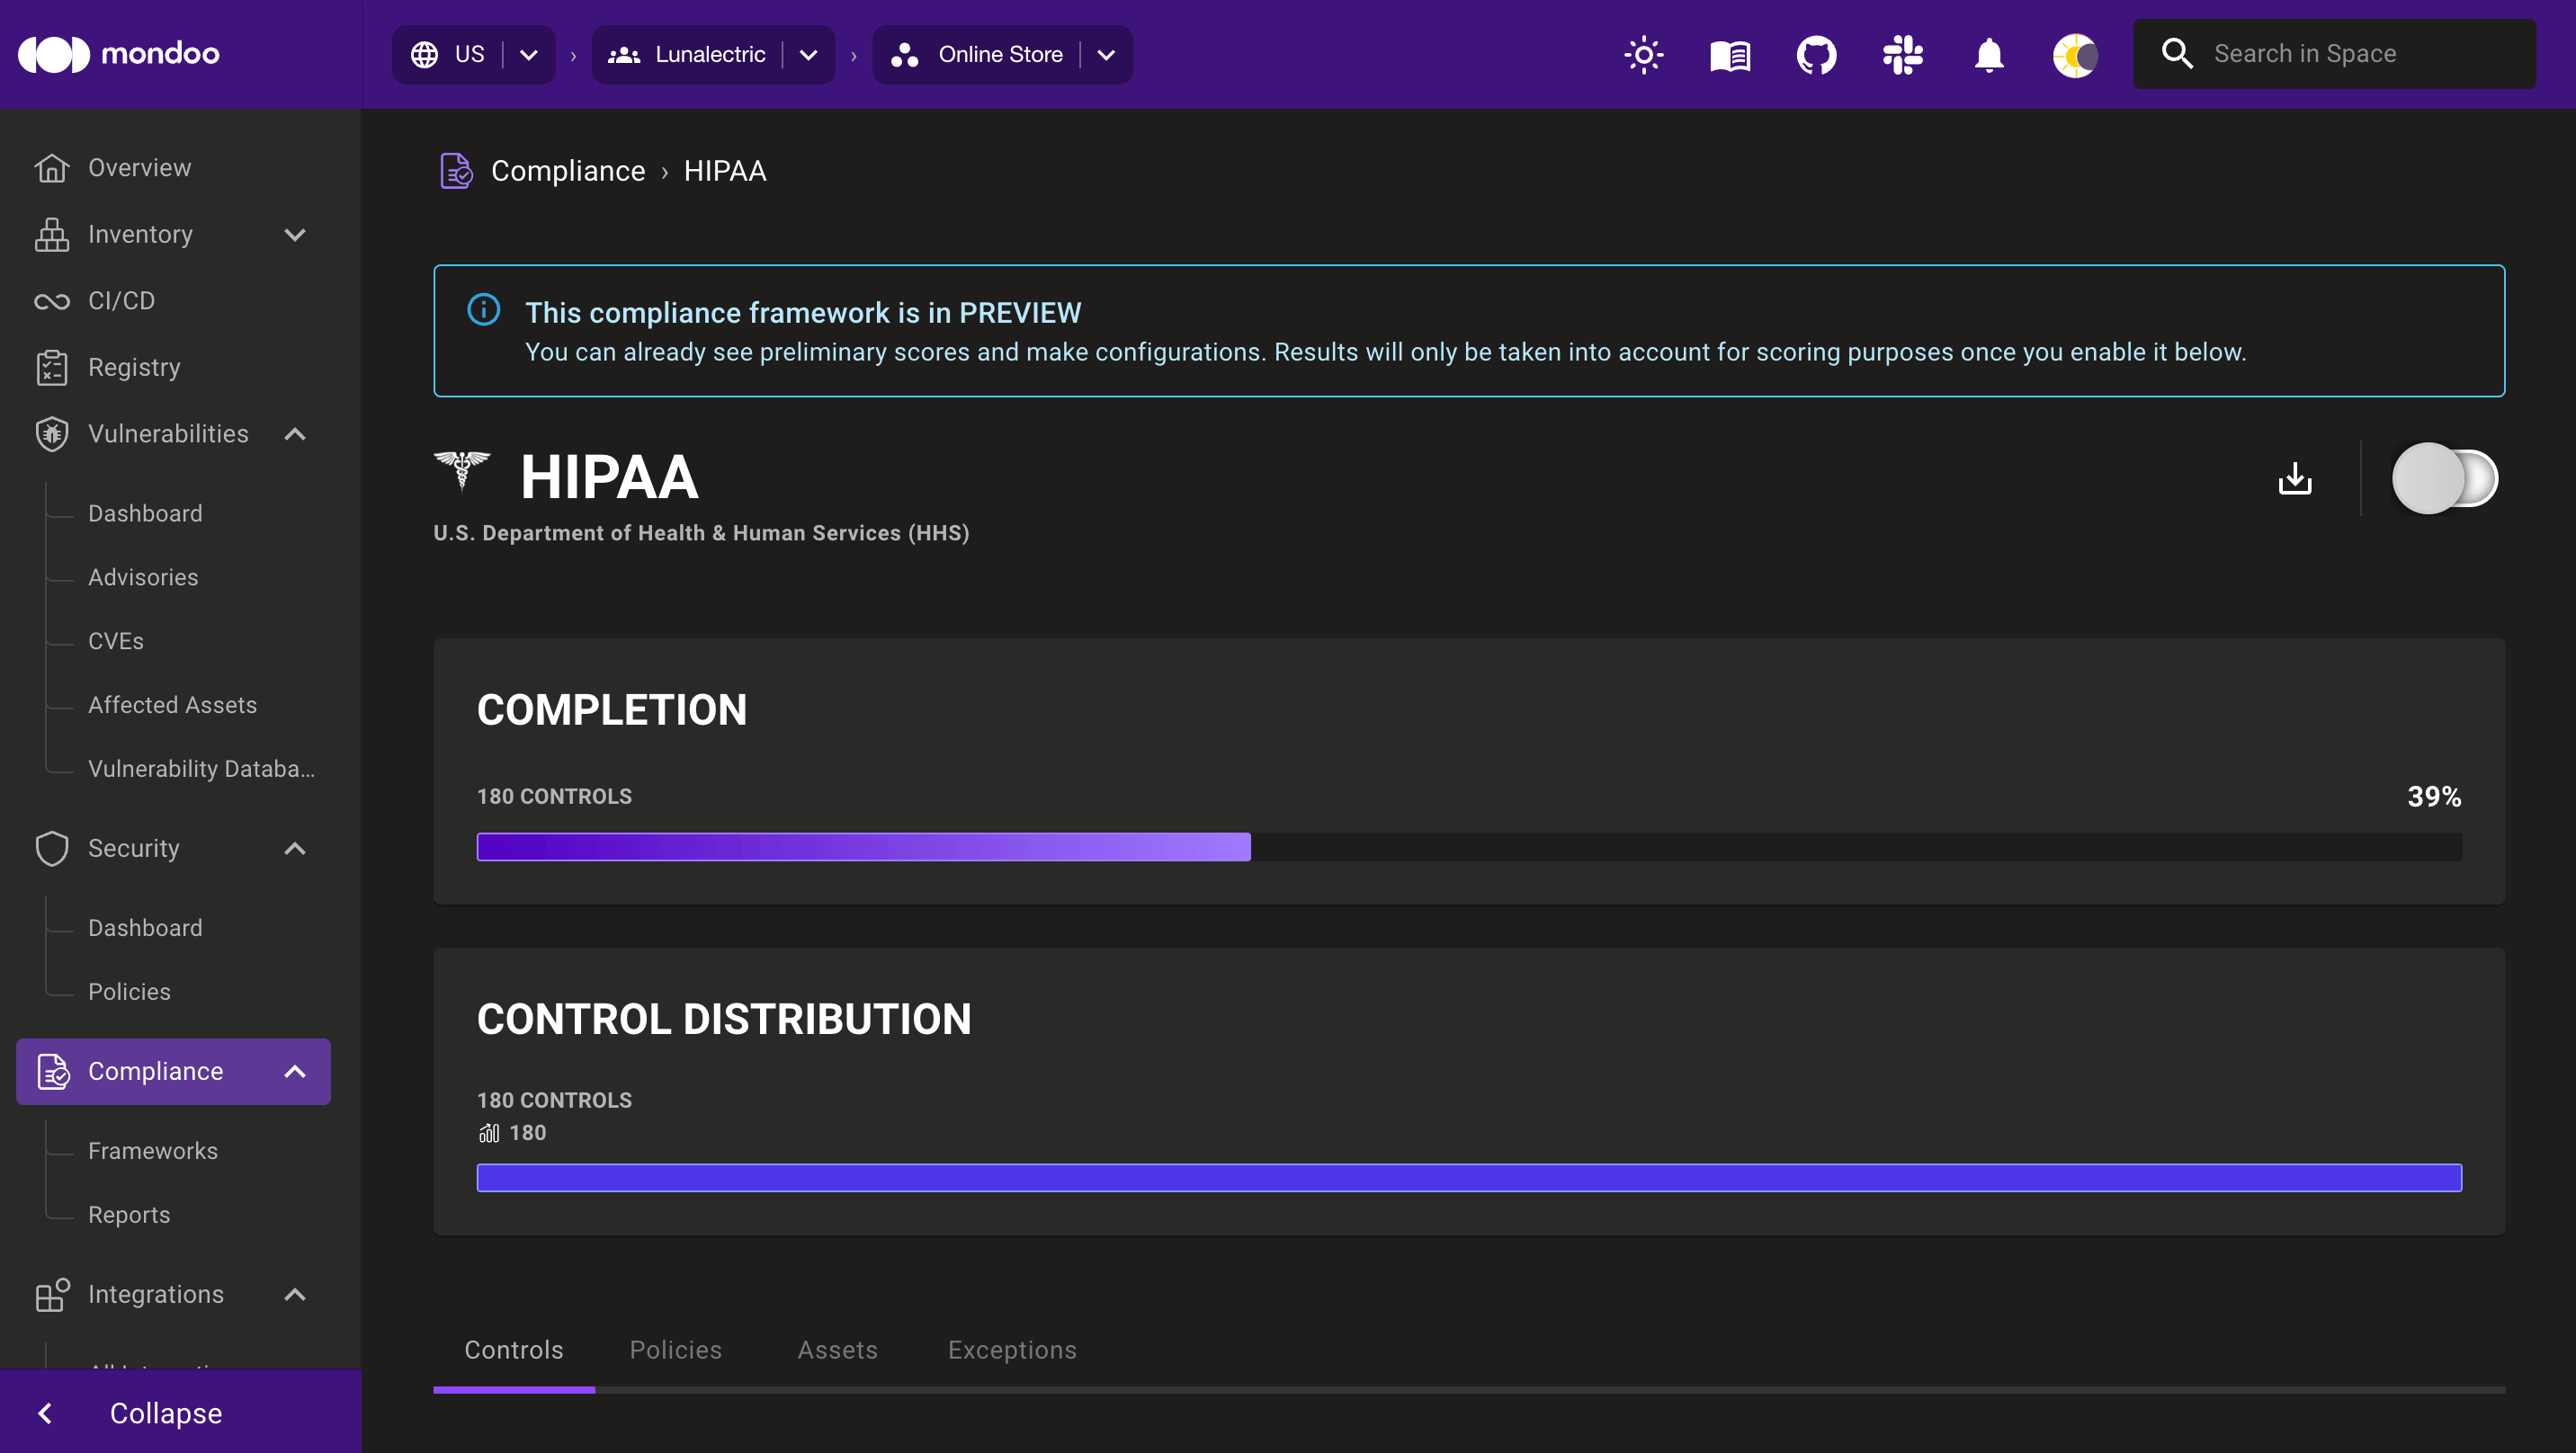 mondoo
US
Lunalectric
Online Store
Search in Space
Overview
Inventory
CI/CD
Registry
Vulnerabilities
Dashboard
Advisories
CVEs
Affected Assets
Vulnerability Databa...
Security
Dashboard
Policies
Compliance
Frameworks
Reports
Integrations
Collapse
Compliance › HIPAA
This compliance framework is in PREVIEW
You can already see preliminary scores and make configurations. Results will only be taken into account for scoring purposes once you enable it below.
HIPAA
U.S. Department of Health & Human Services (HHS)
COMPLETION
180 CONTROLS
39%
CONTROL DISTRIBUTION
180 CONTROLS
180
Controls
Policies
Assets
Exceptions